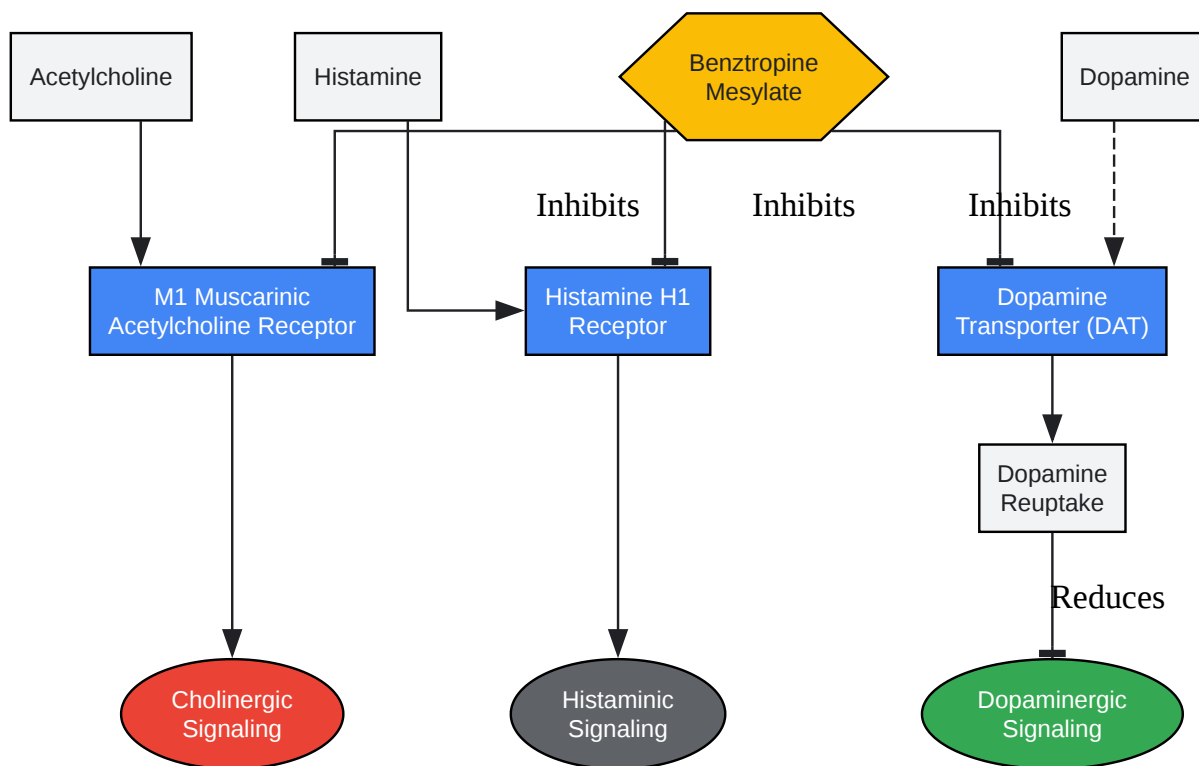 Acetylcholine
Histamine
Benztropine
Mesylate
Dopamine
Inhibits
Inhibits
Inhibits
M1 Muscarinic
Acetylcholine Receptor
Histamine H1
Receptor
Dopamine
Transporter (DAT)
Dopamine
Reuptake
Reduces
Cholinergic
Signaling
Histaminic
Signaling
Dopaminergic
Signaling